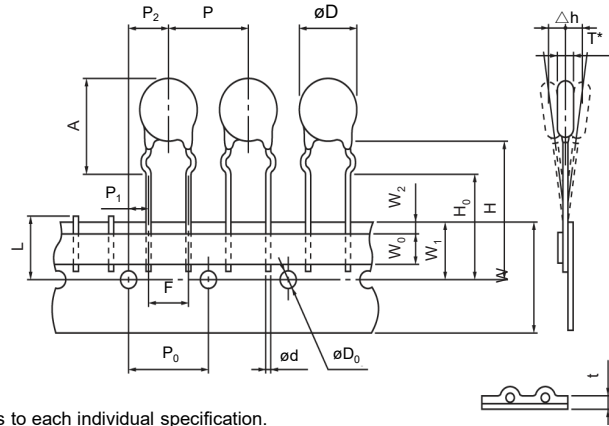 P₂
P
øD
△h
T*
A
P₁
L
W₂
W₀
W₁
H₀
H
W
F
P₀
ød
øD₀
t
s to each individual specification.